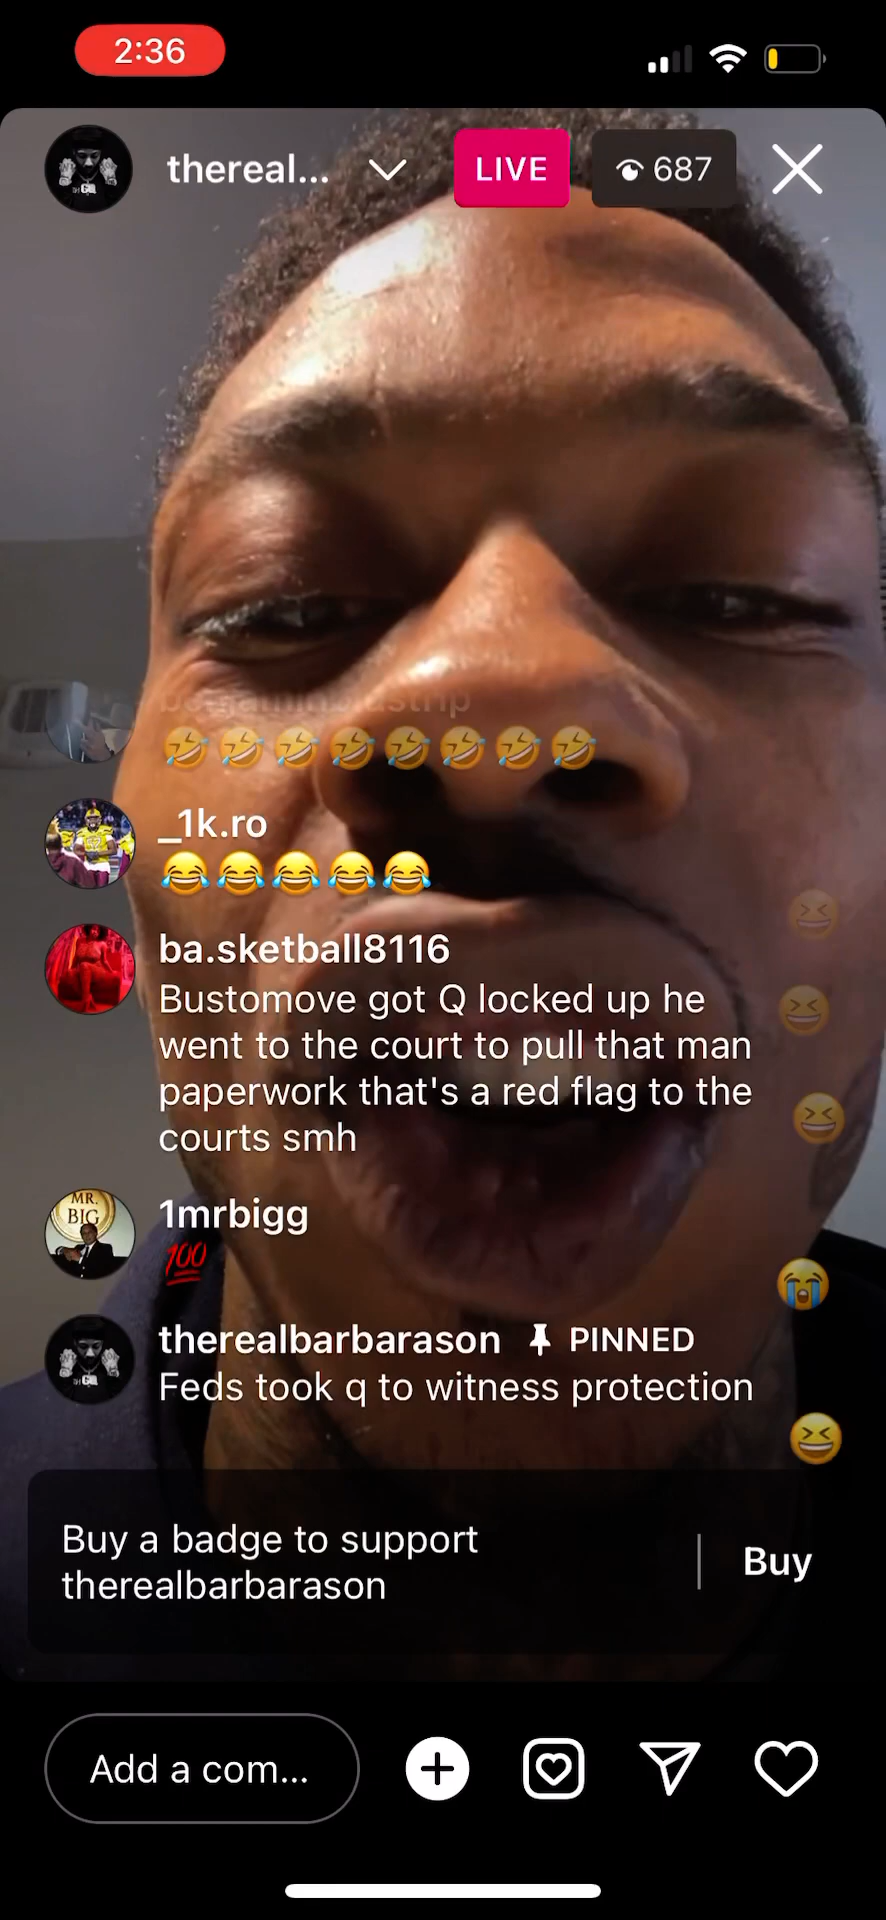 2:36
thereal...
LIVE
687
_1k.ro
😂😂😂😂😂
ba.sketball8116
Bustomove got Q locked up he
went to the court to pull that man
paperwork that's a red flag to the
courts smh
MR.
BIG
1mrbigg
💯
therealbarbarason PINNED
Feds took q to witness protection
Buy a badge to support
therealbarbarason
Buy
Add a com...